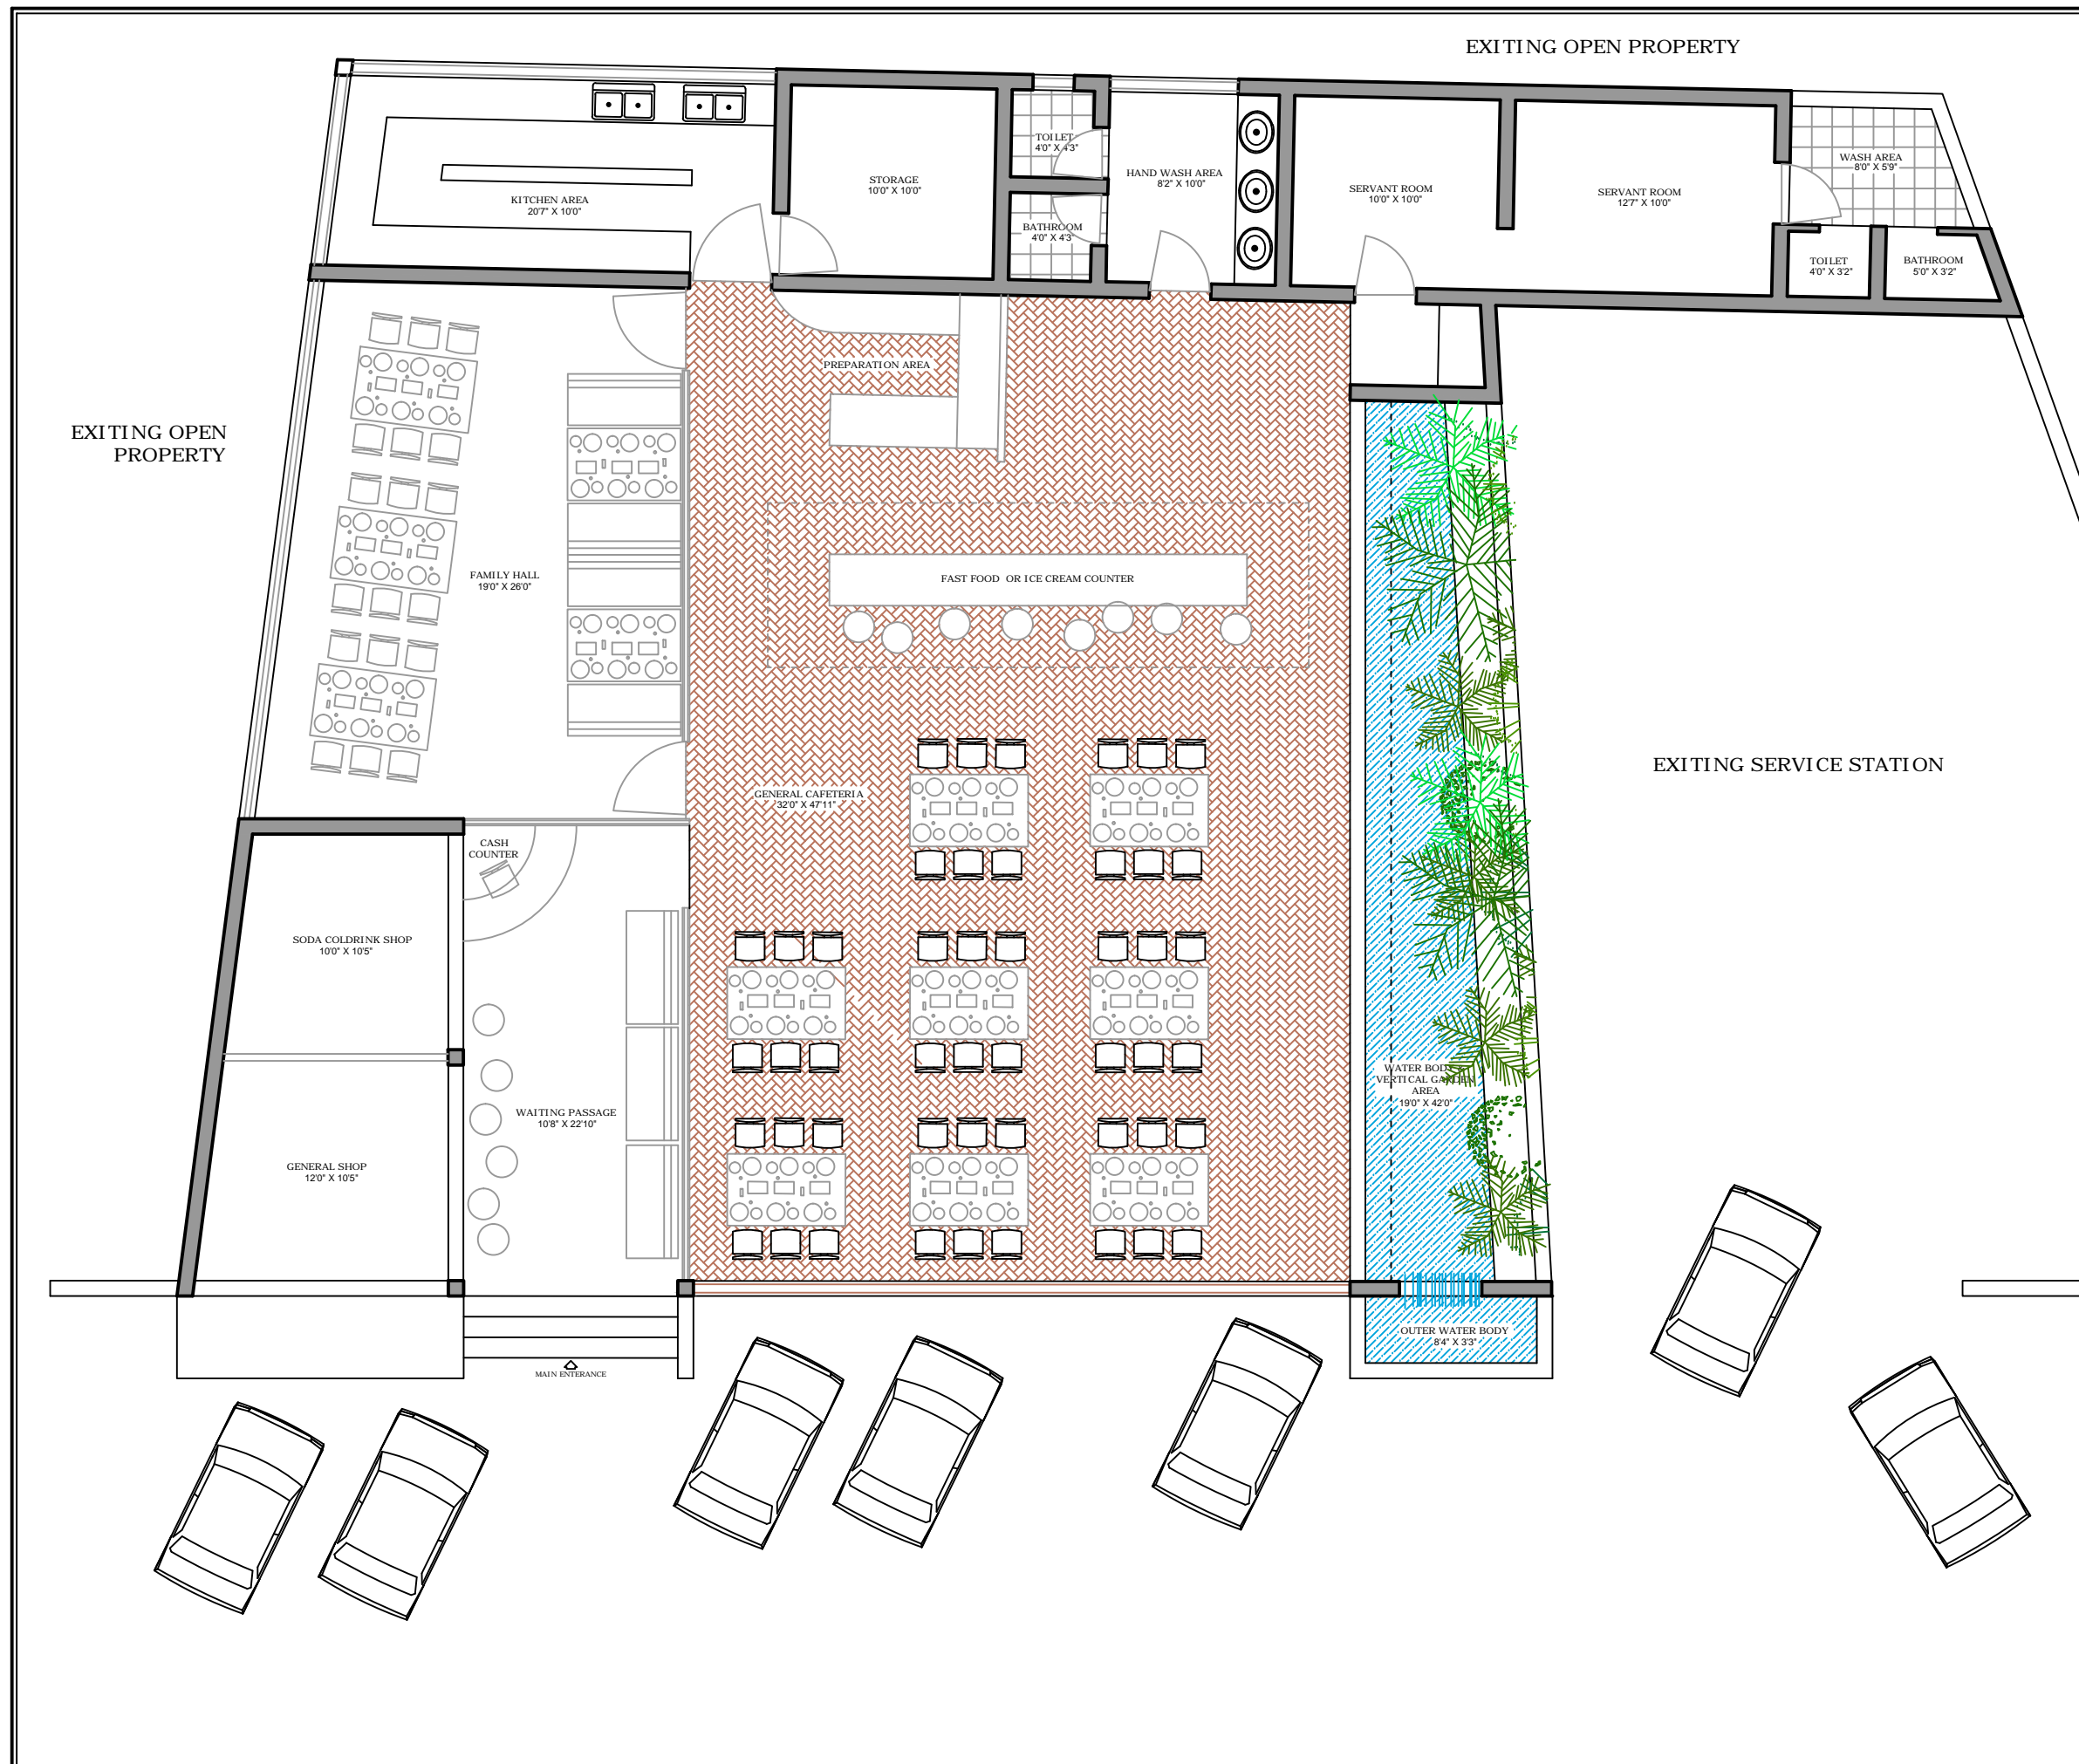 EXITING OPEN PROPERTY
TOILET
4'0" X 4'3"
WASH AREA
8'0" X 5'9"
HAND WASH AREA
8'2" X 10'0"
STORAGE
10'0" X 10'0"
SERVANT ROOM
10'0" X 10'0"
SERVANT ROOM
12'7" X 10'0"
KITCHEN AREA
20'7" X 10'0"
BATHROOM
4'0" X 4'3"
TOILET
4'0" X 3'2"
BATHROOM
5'0" X 3'2"
PREPARATION AREA
EXITING OPEN
PROPERTY
FAMILY HALL
19'0" X 26'0"
FAST FOOD OR ICE CREAM COUNTER
EXITING SERVICE STATION
GENERAL CAFETERIA
32'0" X 47'11"
CASH
COUNTER
SODA COLDRINK SHOP
10'0" X 10'5"
WATER BODY &
VERTICAL GARDEN
AREA
19'0" X 42'0"
WAITING PASSAGE
10'8" X 22'10"
GENERAL SHOP
12'0" X 10'5"
OUTER WATER BODY
8'4" X 3'3"
MAIN ENTERANCE